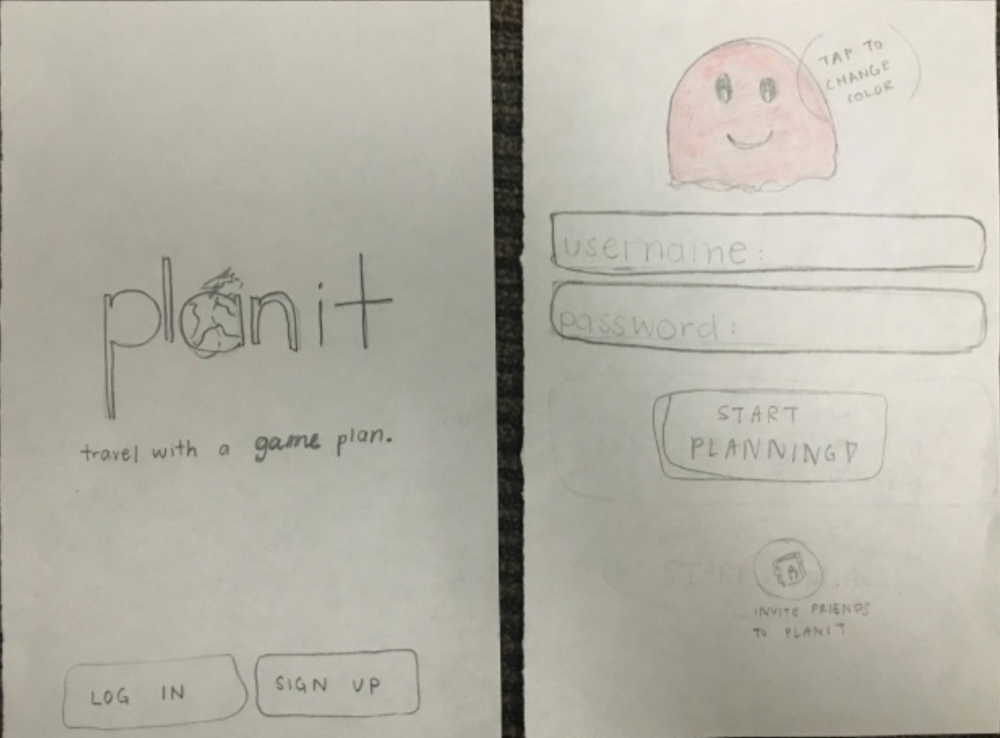 planit
travel with a game plan.
LOG IN
SIGN UP
TAP TO
CHANGE
COLOR
username:
password:
START
PLANNING
START
INVITE FRIENDS
TO PLANIT